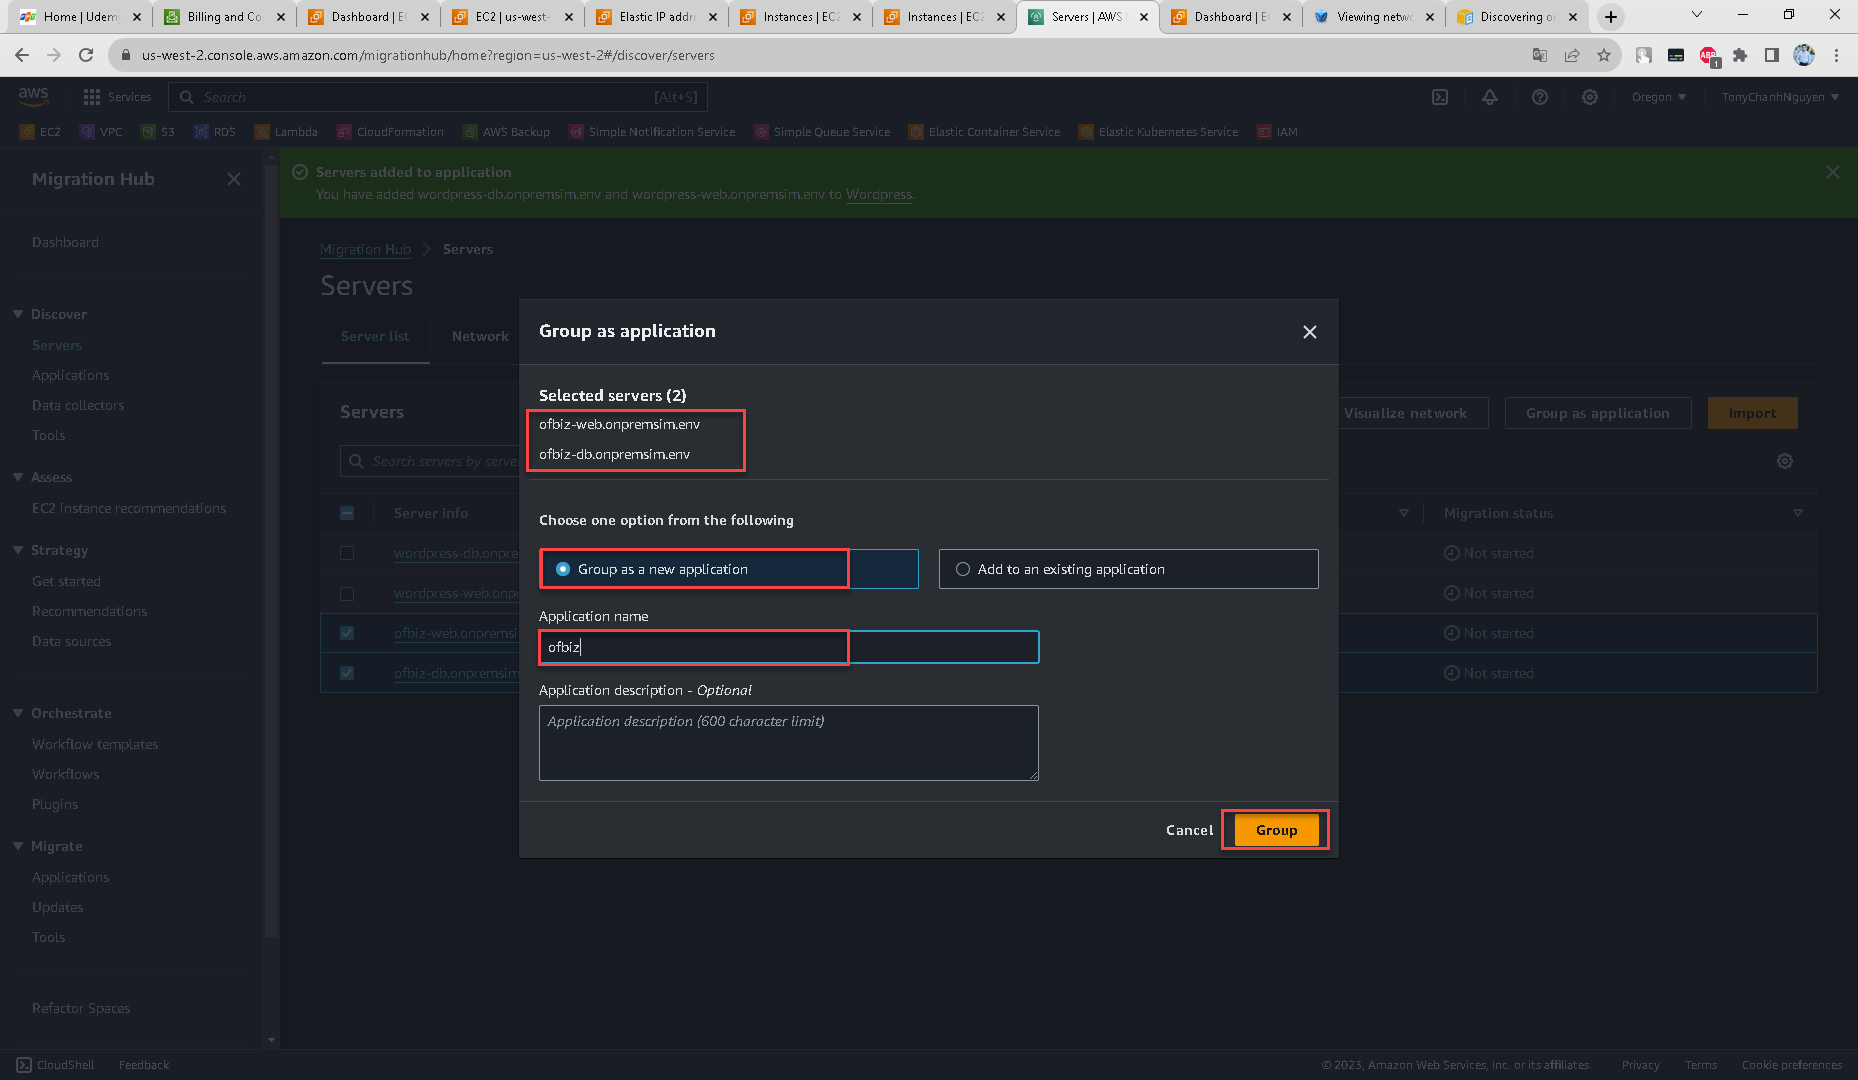 Home | Udemy
Billing and Co
Dashboard | EC
EC2 | us-west-
Elastic IP addre
Instances | EC2
Instances | EC2
Servers | AWS
Dashboard | EC
Viewing netwo
Discovering o
us-west-2.console.aws.amazon.com/migrationhub/home?region=us-west-2#/discover/servers
ABP
1
aws
Services
Search
[Alt+S]
Oregon
TonyChanhNguyen
EC2
VPC
S3
RDS
Lambda
CloudFormation
AWS Backup
Simple Notification Service
Simple Queue Service
Elastic Container Service
Elastic Kubernetes Service
IAM
Migration Hub
Dashboard
Discover
Servers
Applications
Data collectors
Tools
Assess
EC2 instance recommendations
Strategy
Get started
Recommendations
Data sources
Orchestrate
Workflow templates
Workflows
Plugins
Migrate
Applications
Updates
Tools
Refactor Spaces
Servers added to application
You have added wordpress-db.onpremsim.env and wordpress-web.onpremsim.env to Wordpress.
Migration Hub
Servers
Servers
Server list
Network
Servers
Visualize network
Group as application
Import
Search servers by serve
Server info
Migration status
wordpress-db.onpre
Not started
wordpress-web.onp
Not started
ofbiz-web.onpremsi
Not started
ofbiz-db.onpremsim
Not started
Group as application
Selected servers (2)
ofbiz-web.onpremsim.env
ofbiz-db.onpremsim.env
Choose one option from the following
Group as a new application
Add to an existing application
Application name
ofbiz
Application description - Optional
Application description (600 character limit)
Cancel
Group
CloudShell
Feedback
© 2023, Amazon Web Services, Inc. or its affiliates.
Privacy
Terms
Cookie preferences